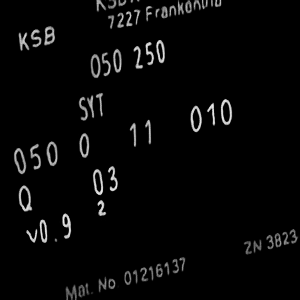 KSB
7227 Frankenthal
050 250
SYT
050 0 11 010
Q 03
v0.9 2
Mat. No 01216137
ZN 3823